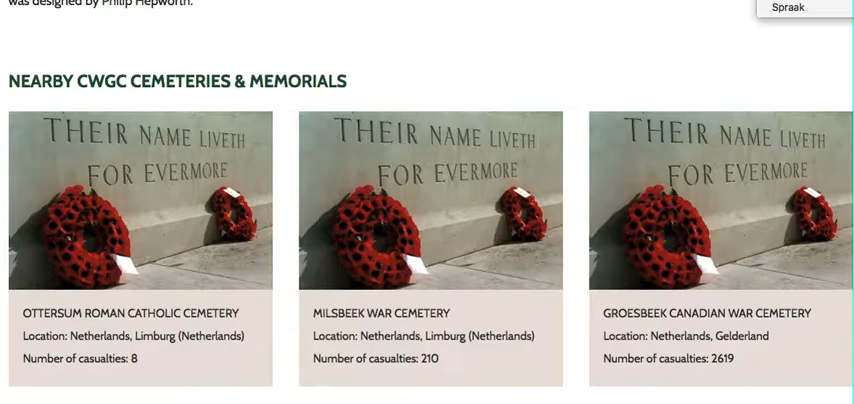 was designed by Philip Hepworth.
Spraak
NEARBY CWGC CEMETERIES & MEMORIALS
THEIR NAME LIVETH
FOR EVERMORE
THEIR NAME LIVETH
FOR EVERMORE
THEIR NAME LIVETH
FOR EVERMORE
OTTERSUM ROMAN CATHOLIC CEMETERY
Location: Netherlands, Limburg (Netherlands)
Number of casualties: 8
MILSBEEK WAR CEMETERY
Location: Netherlands, Limburg (Netherlands)
Number of casualties: 210
GROESBEEK CANADIAN WAR CEMETERY
Location: Netherlands, Gelderland
Number of casualties: 2619